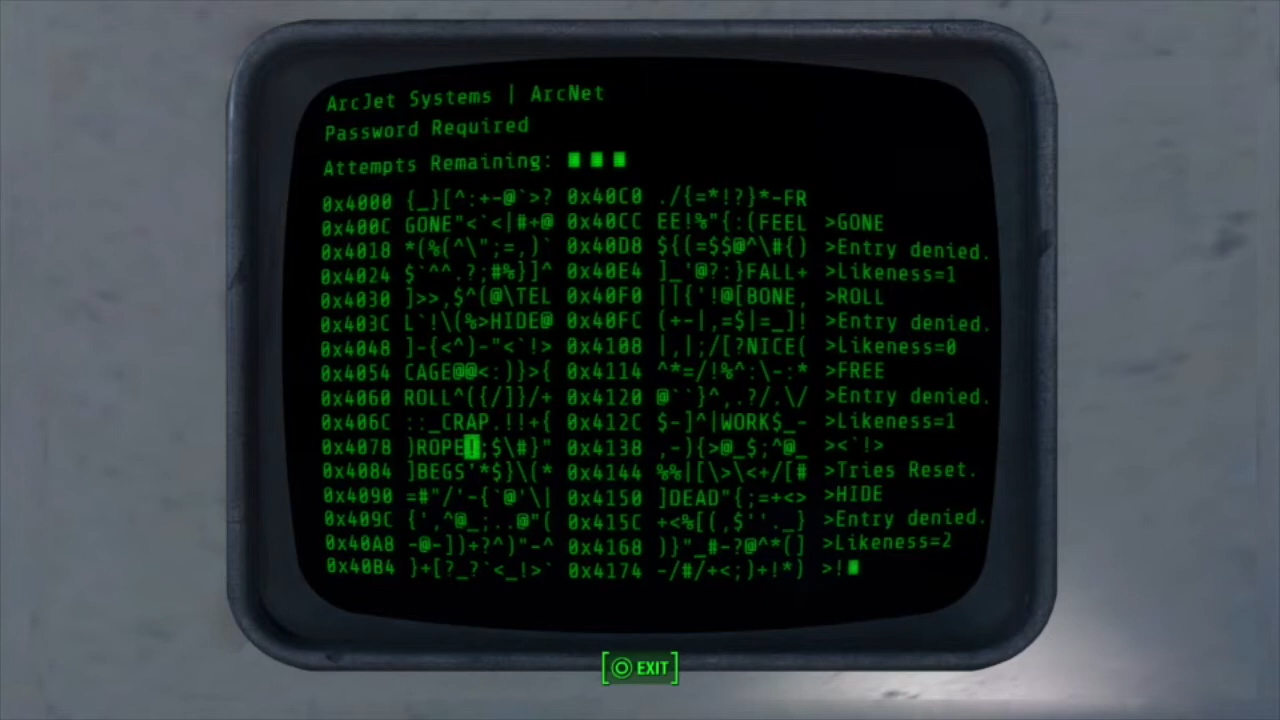 ArcJet Systems | ArcNet
Password Required
Attempts Remaining: ■ ■ ■
0x4000 {_}[^:+-@`>? 0x40C0 ./{=*!?}*-FR
0x400C GONE"<`<|#+@ 0x40CC EE!%"{:(FEEL >GONE
0x4018 *(%(^\";=,)` 0x40D8 ${(=$$@^\#{) >Entry denied.
0x4024 $`^^.?;#%}]^ 0x40E4 ]_'@?:}FALL+ >Likeness=1
0x4030 ]>>,$^(@\TEL 0x40F0 ||{'!@[BONE, >ROLL
0x403C L`!\(%>HIDE@ 0x40FC (+-|,=$|=_]! >Entry denied.
0x4048 ]-{<^)-"<`!> 0x4108 |,|;/[?NICE( >Likeness=0
0x4054 CAGE@@<:)}>{ 0x4114 ^*=/!%^:\-:* >FREE
0x4060 ROLL^({/]}/+ 0x4120 @``}^,.?/.\/ >Entry denied.
0x406C ::_CRAP.!!+{ 0x412C $-]^|WORK$_- >Likeness=1
0x4078 )ROPE!;$\#}" 0x4138 ,-){>@_$;^@_ ><`!>
0x4084 ]BEGS'*$}\(* 0x4144 %%|[\>\<+/[# >Tries Reset.
0x4090 =#"/'-{`@'\| 0x4150 ]DEAD"{;=+<> >HIDE
0x409C {',^@_;..@"( 0x415C +<%[(,$''._} >Entry denied.
0x40A8 -@-])+?^)"-^ 0x4168 )}"_#-?@^*(] >Likeness=2
0x40B4 }+[?_?`<_!>` 0x4174 -/#/+<;)+!*) >!■
EXIT